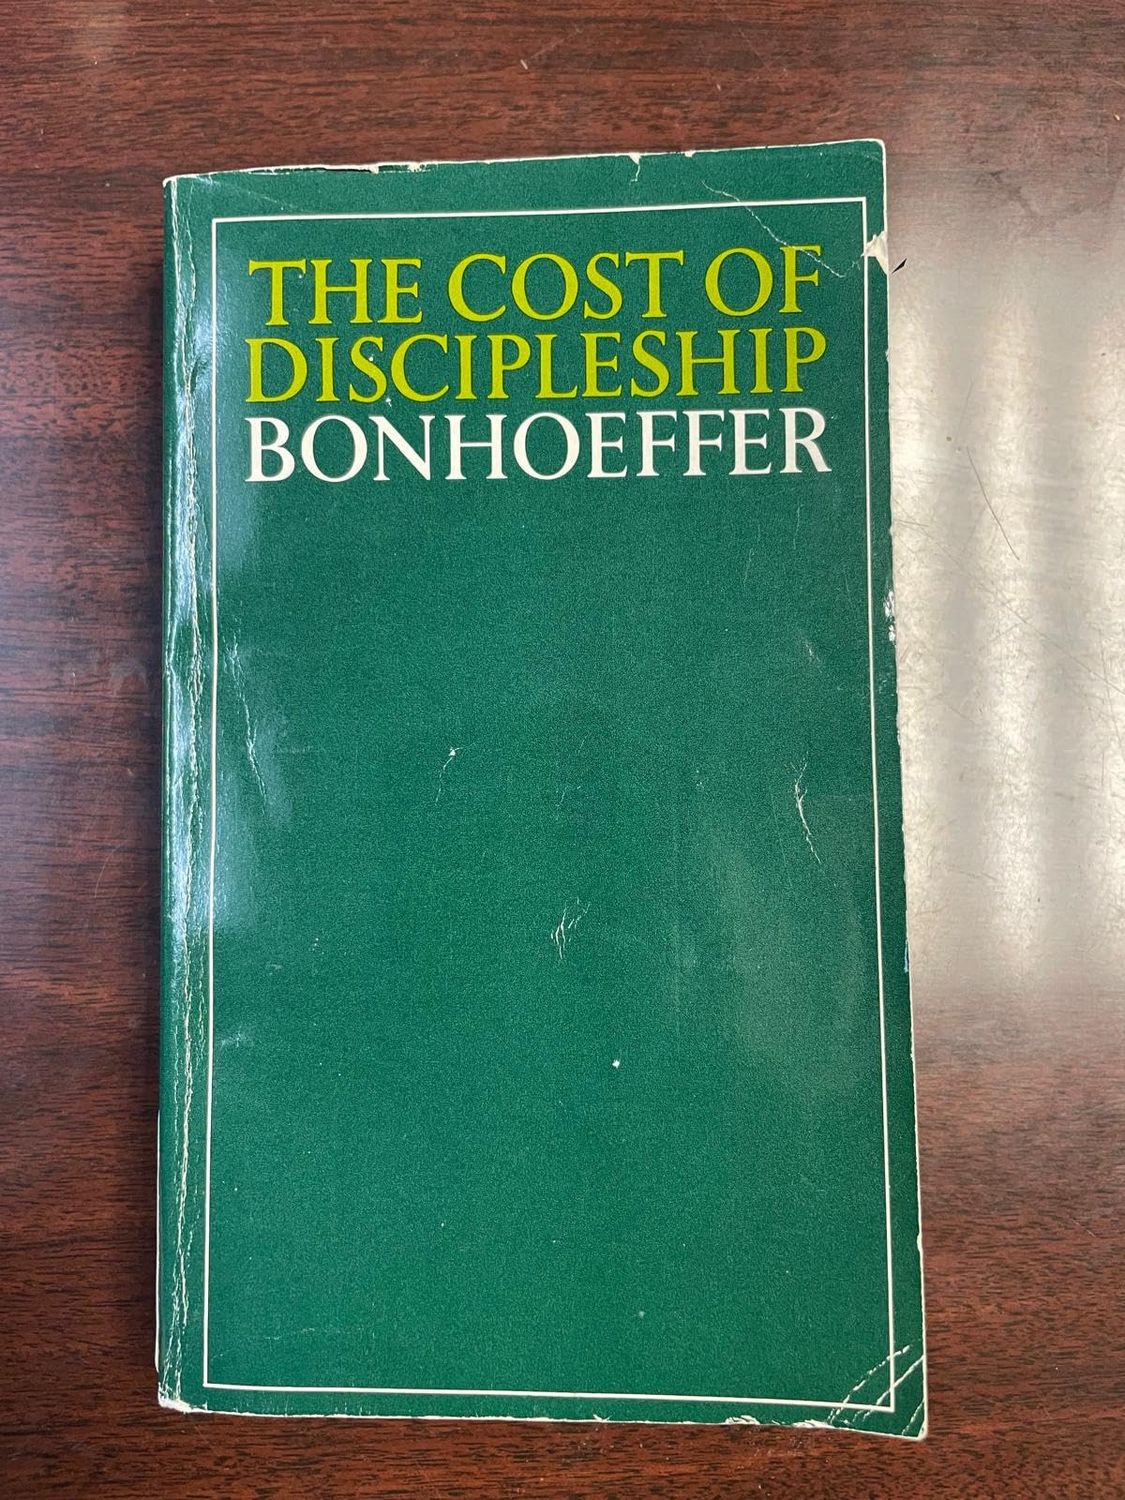 THE COST OF
DISCIPLESHIP
BONHOEFFER